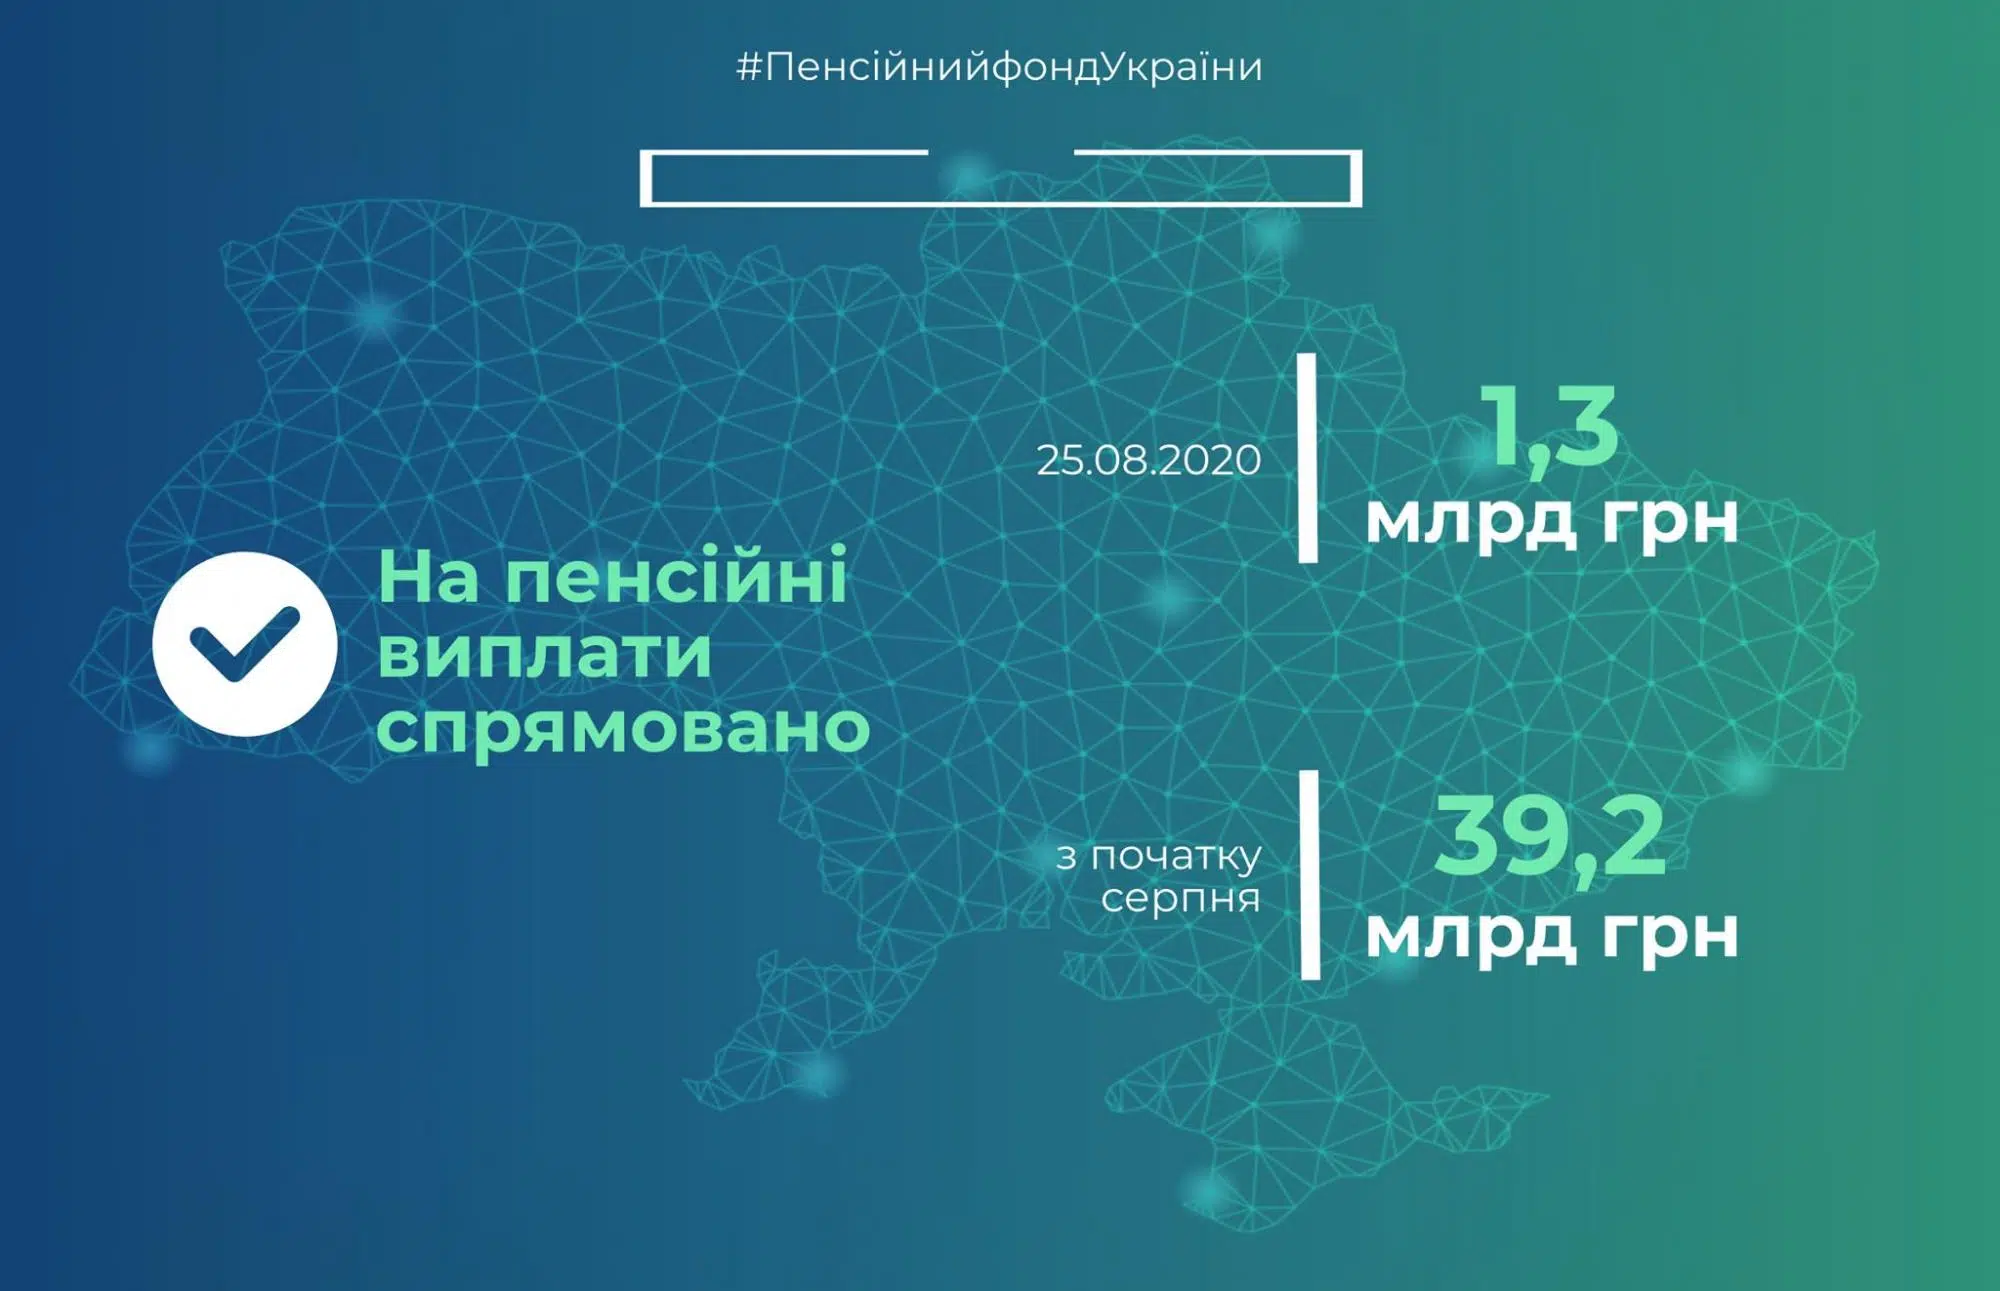 #ПенсійнийфондУкраїни
На пенсійні
виплати
спрямовано
25.08.2020
1,3
млрд грн
з початку
серпня
39,2
млрд грн